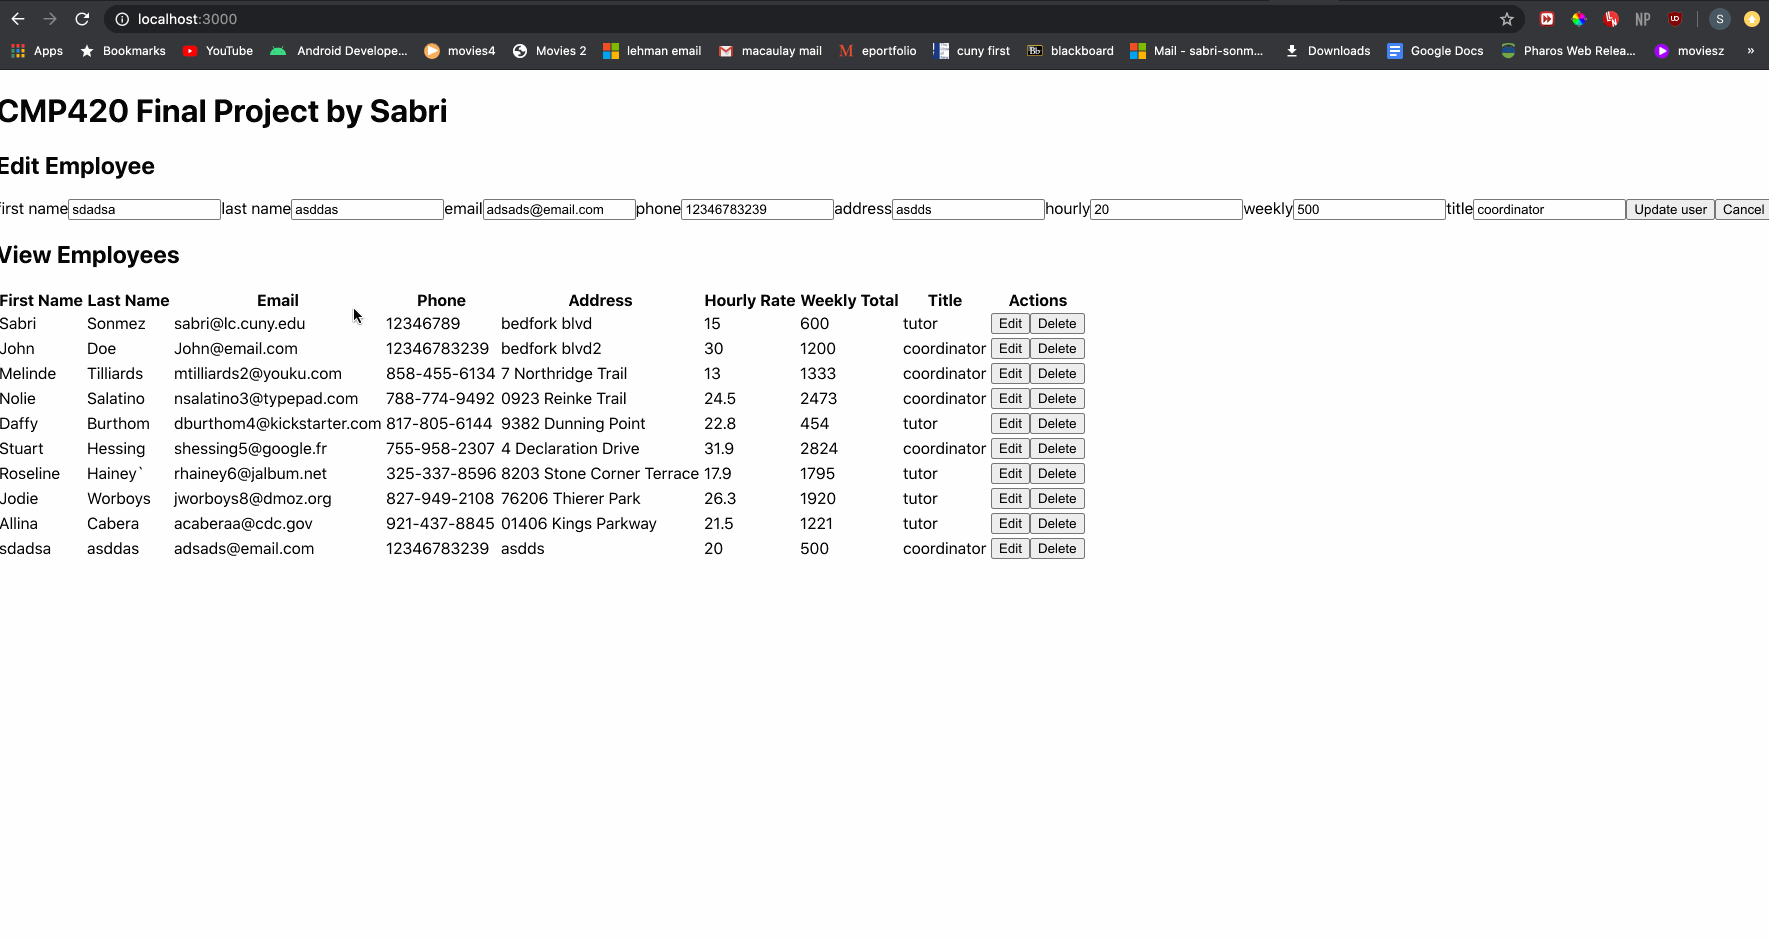 localhost:3000
Apps Bookmarks YouTube Android Develope... movies4 Movies 2 lehman email macaulay mail eportfolio cuny first Bb blackboard Mail - sabri-sonm... Downloads Google Docs Pharos Web Relea... moviesz »
NP S
CMP420 Final Project by Sabri
Edit Employee
first name sdadsa last name asddas email adsads@email.com phone 12346783239 address asdds hourly 20 weekly 500 title coordinator Update user Cancel
View Employees
First Name Last Name Email Phone Address Hourly Rate Weekly Total Title Actions
Sabri Sonmez sabri@lc.cuny.edu 12346789 bedfork blvd 15 600 tutor Edit Delete
John Doe John@email.com 12346783239 bedfork blvd2 30 1200 coordinator Edit Delete
Melinde Tilliards mtilliards2@youku.com 858-455-6134 7 Northridge Trail 13 1333 coordinator Edit Delete
Nolie Salatino nsalatino3@typepad.com 788-774-9492 0923 Reinke Trail 24.5 2473 coordinator Edit Delete
Daffy Burthom dburthom4@kickstarter.com 817-805-6144 9382 Dunning Point 22.8 454 tutor Edit Delete
Stuart Hessing shessing5@google.fr 755-958-2307 4 Declaration Drive 31.9 2824 coordinator Edit Delete
Roseline Hainey` rhainey6@jalbum.net 325-337-8596 8203 Stone Corner Terrace 17.9 1795 tutor Edit Delete
Jodie Worboys jworboys8@dmoz.org 827-949-2108 76206 Thierer Park 26.3 1920 tutor Edit Delete
Allina Cabera acaberaa@cdc.gov 921-437-8845 01406 Kings Parkway 21.5 1221 tutor Edit Delete
sdadsa asddas adsads@email.com 12346783239 asdds 20 500 coordinator Edit Delete